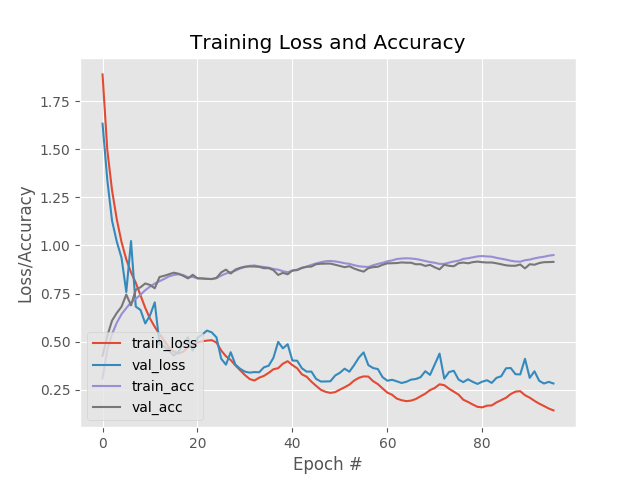 Training Loss and Accuracy
Loss/Accuracy
1.75
1.50
1.25
1.00
0.75
0.50
0.25
train_loss
val_loss
train_acc
val_acc
0
20
40
60
80
Epoch #